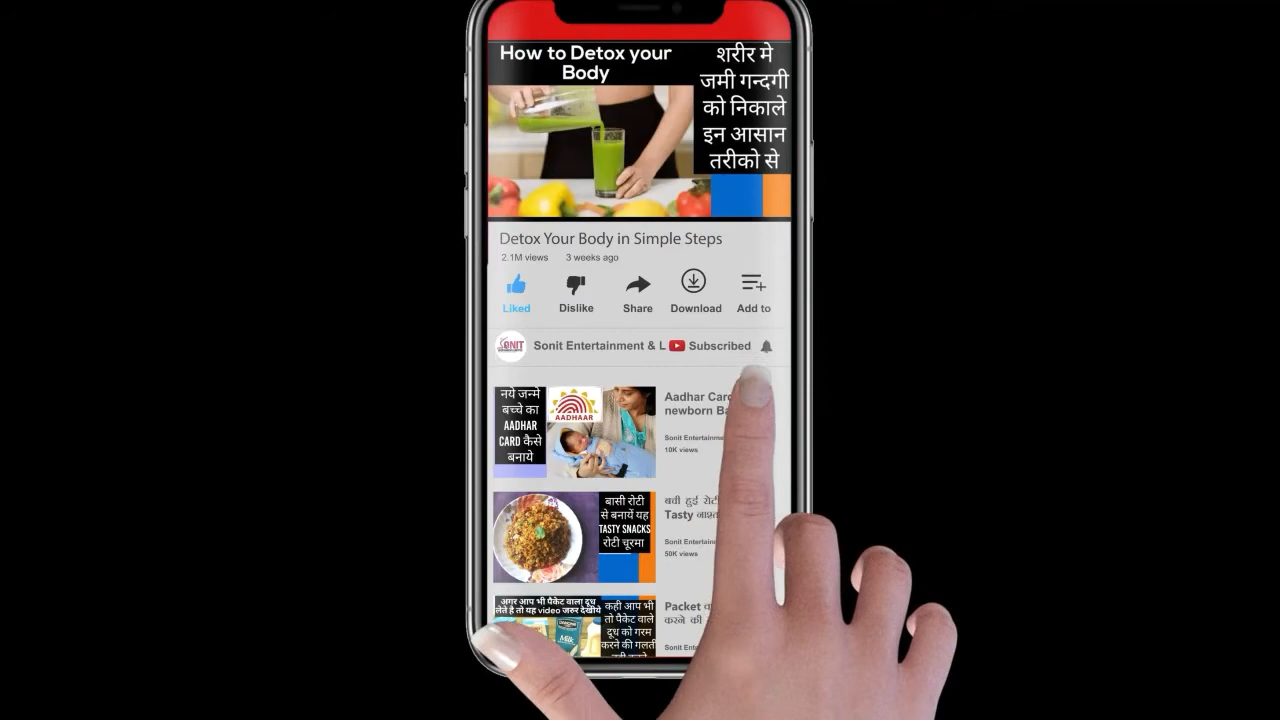 How to Detox your
Body
शरीर मे
जमी गन्दगी
को निकाले
इन आसान
तरीको से
Detox Your Body in Simple Steps
2.1M views 3 weeks ago
Liked Dislike Share Download Add to
SONIT
Sonit Entertainment & L Subscribed
नये जन्मे
बच्चे का
AADHAR
CARD कैसे
बनाये
AADHAAR
Aadhar Card
newborn Ba
Sonit Entertainme
10K views
बासी रोटी
से बनायें यह
TASTY SNACKS
रोटी चूरमा
बची हुई रोटी
Tasty नाश्त
Sonit Entertainm
50K views
अगर आप भी पैकेट वाला दूध
लेते है तो यह video जरुर देखीये
Milk
कही आप भी
तो पैकेट वाले
दूध को गरम
करने की गलती
Packet व
करने की
Sonit Ente